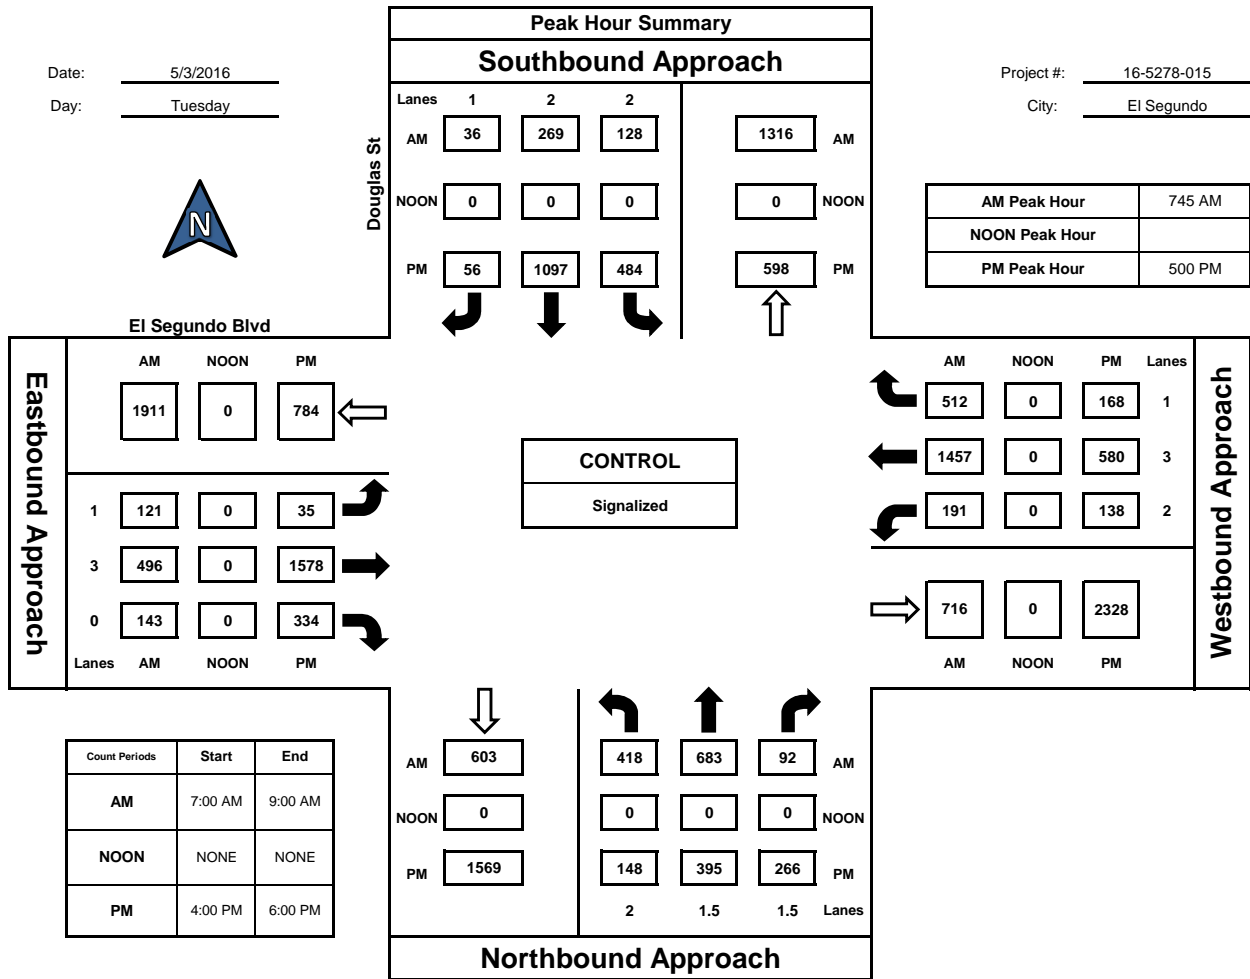 Peak Hour Summary
Southbound Approach
Date: 5/3/2016
Day: Tuesday
Project #: 16-5278-015
City: El Segundo
Lanes 1 2 2
AM 36 269 128 1316 AM
NOON 0 0 0 0 NOON
PM 56 1097 484 598 PM
Douglas St
N
AM Peak Hour 745 AM
NOON Peak Hour
PM Peak Hour 500 PM
El Segundo Blvd
Eastbound Approach
AM NOON PM
1911 0 784
1 121 0 35
3 496 0 1578
0 143 0 334
Lanes AM NOON PM
CONTROL
Signalized
AM NOON PM Lanes
512 0 168 1
1457 0 580 3
191 0 138 2
716 0 2328
AM NOON PM
Westbound Approach
Count Periods Start End
AM 7:00 AM 9:00 AM
NOON NONE NONE
PM 4:00 PM 6:00 PM
AM 603 418 683 92 AM
NOON 0 0 0 0 NOON
PM 1569 148 395 266 PM
2 1.5 1.5 Lanes
Northbound Approach